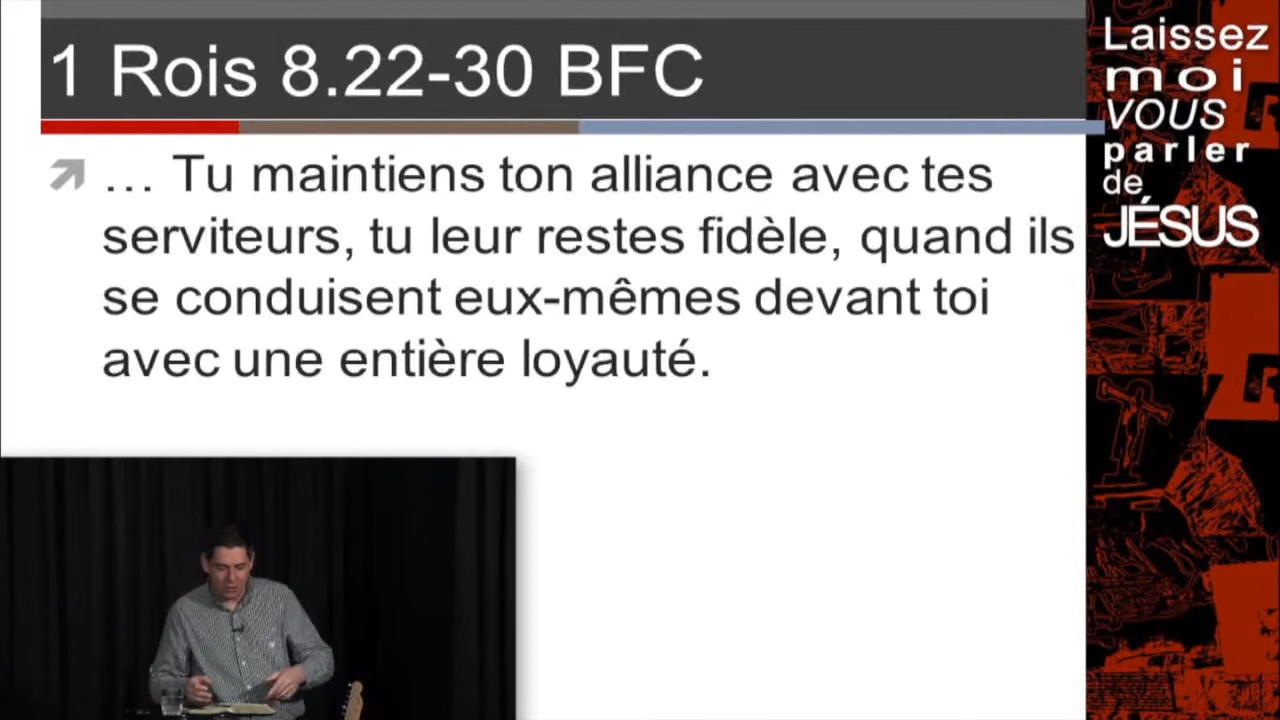 1 Rois 8.22-30 BFC
… Tu maintiens ton alliance avec tes
serviteurs, tu leur restes fidèle, quand ils
se conduisent eux-mêmes devant toi
avec une entière loyauté.
Laissez
moi
VOUS
parler
de
JÉSUS